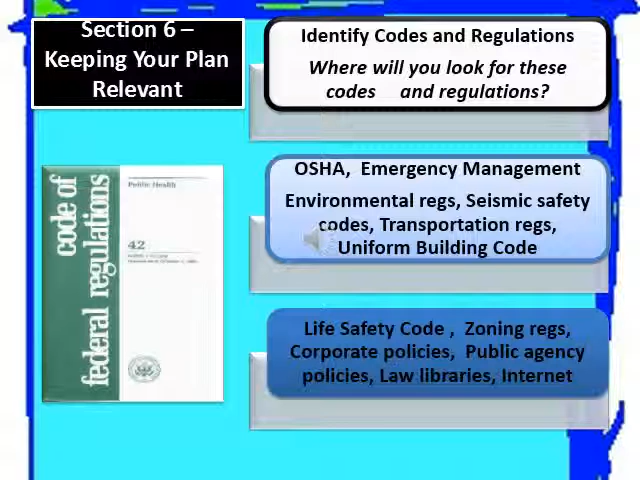 Section 6 –
Keeping Your Plan
Relevant
Identify Codes and Regulations
Where will you look for these
codes and regulations?
OSHA, Emergency Management
Environmental regs, Seismic safety
codes, Transportation regs,
Uniform Building Code
Life Safety Code , Zoning regs,
Corporate policies, Public agency
policies, Law libraries, Internet
code of
federal regulations
Public Health
42